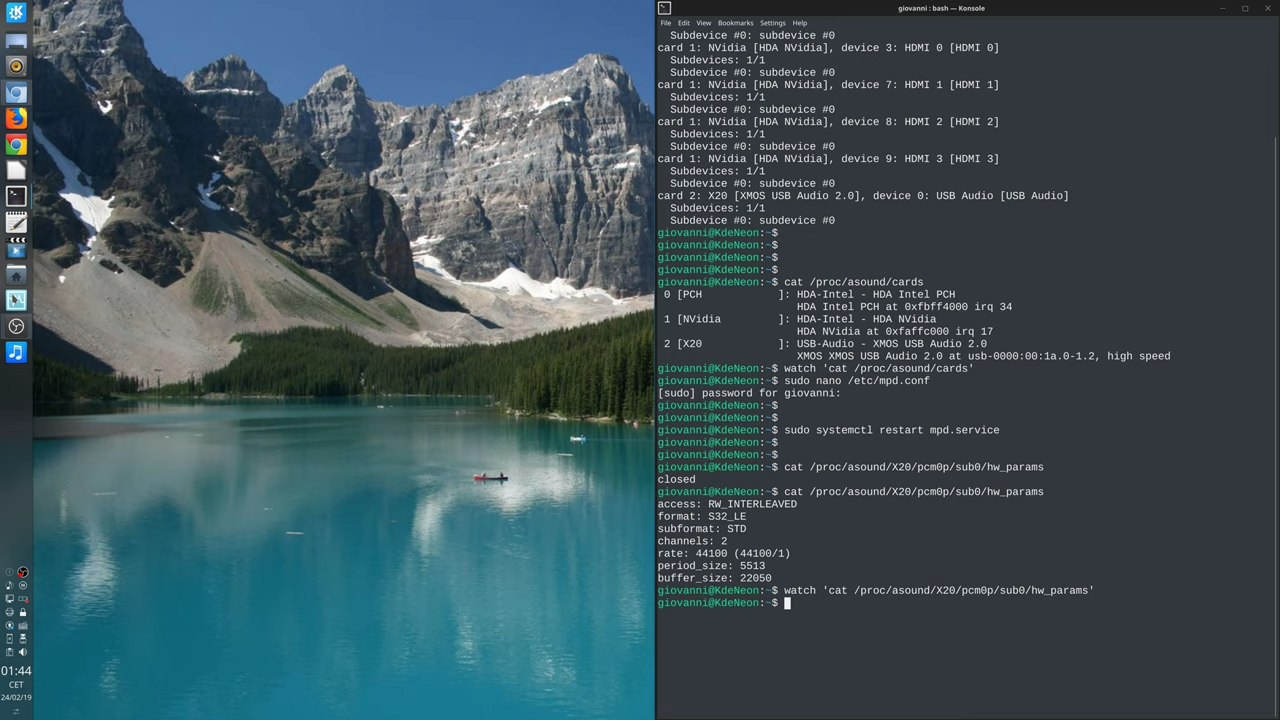 giovanni : bash — Konsole
File Edit View Bookmarks Settings Help
Subdevice #0: subdevice #0
card 1: NVidia [HDA NVidia], device 3: HDMI 0 [HDMI 0]
Subdevices: 1/1
Subdevice #0: subdevice #0
card 1: NVidia [HDA NVidia], device 7: HDMI 1 [HDMI 1]
Subdevices: 1/1
Subdevice #0: subdevice #0
card 1: NVidia [HDA NVidia], device 8: HDMI 2 [HDMI 2]
Subdevices: 1/1
Subdevice #0: subdevice #0
card 1: NVidia [HDA NVidia], device 9: HDMI 3 [HDMI 3]
Subdevices: 1/1
Subdevice #0: subdevice #0
card 2: X20 [XMOS USB Audio 2.0], device 0: USB Audio [USB Audio]
Subdevices: 1/1
Subdevice #0: subdevice #0
giovanni@KdeNeon:~$
giovanni@KdeNeon:~$
giovanni@KdeNeon:~$
giovanni@KdeNeon:~$
giovanni@KdeNeon:~$ cat /proc/asound/cards
0 [PCH            ]: HDA-Intel - HDA Intel PCH
HDA Intel PCH at 0xfbff4000 irq 34
1 [NVidia         ]: HDA-Intel - HDA NVidia
HDA NVidia at 0xfaffc000 irq 17
2 [X20            ]: USB-Audio - XMOS USB Audio 2.0
XMOS XMOS USB Audio 2.0 at usb-0000:00:1a.0-1.2, high speed
giovanni@KdeNeon:~$ watch 'cat /proc/asound/cards'
giovanni@KdeNeon:~$ sudo nano /etc/mpd.conf
[sudo] password for giovanni:
giovanni@KdeNeon:~$
giovanni@KdeNeon:~$
giovanni@KdeNeon:~$ sudo systemctl restart mpd.service
giovanni@KdeNeon:~$
giovanni@KdeNeon:~$
giovanni@KdeNeon:~$ cat /proc/asound/X20/pcm0p/sub0/hw_params
closed
giovanni@KdeNeon:~$ cat /proc/asound/X20/pcm0p/sub0/hw_params
access: RW_INTERLEAVED
format: S32_LE
subformat: STD
channels: 2
rate: 44100 (44100/1)
period_size: 5513
buffer_size: 22050
giovanni@KdeNeon:~$ watch 'cat /proc/asound/X20/pcm0p/sub0/hw_params'
giovanni@KdeNeon:~$
01:44
CET
24/02/19